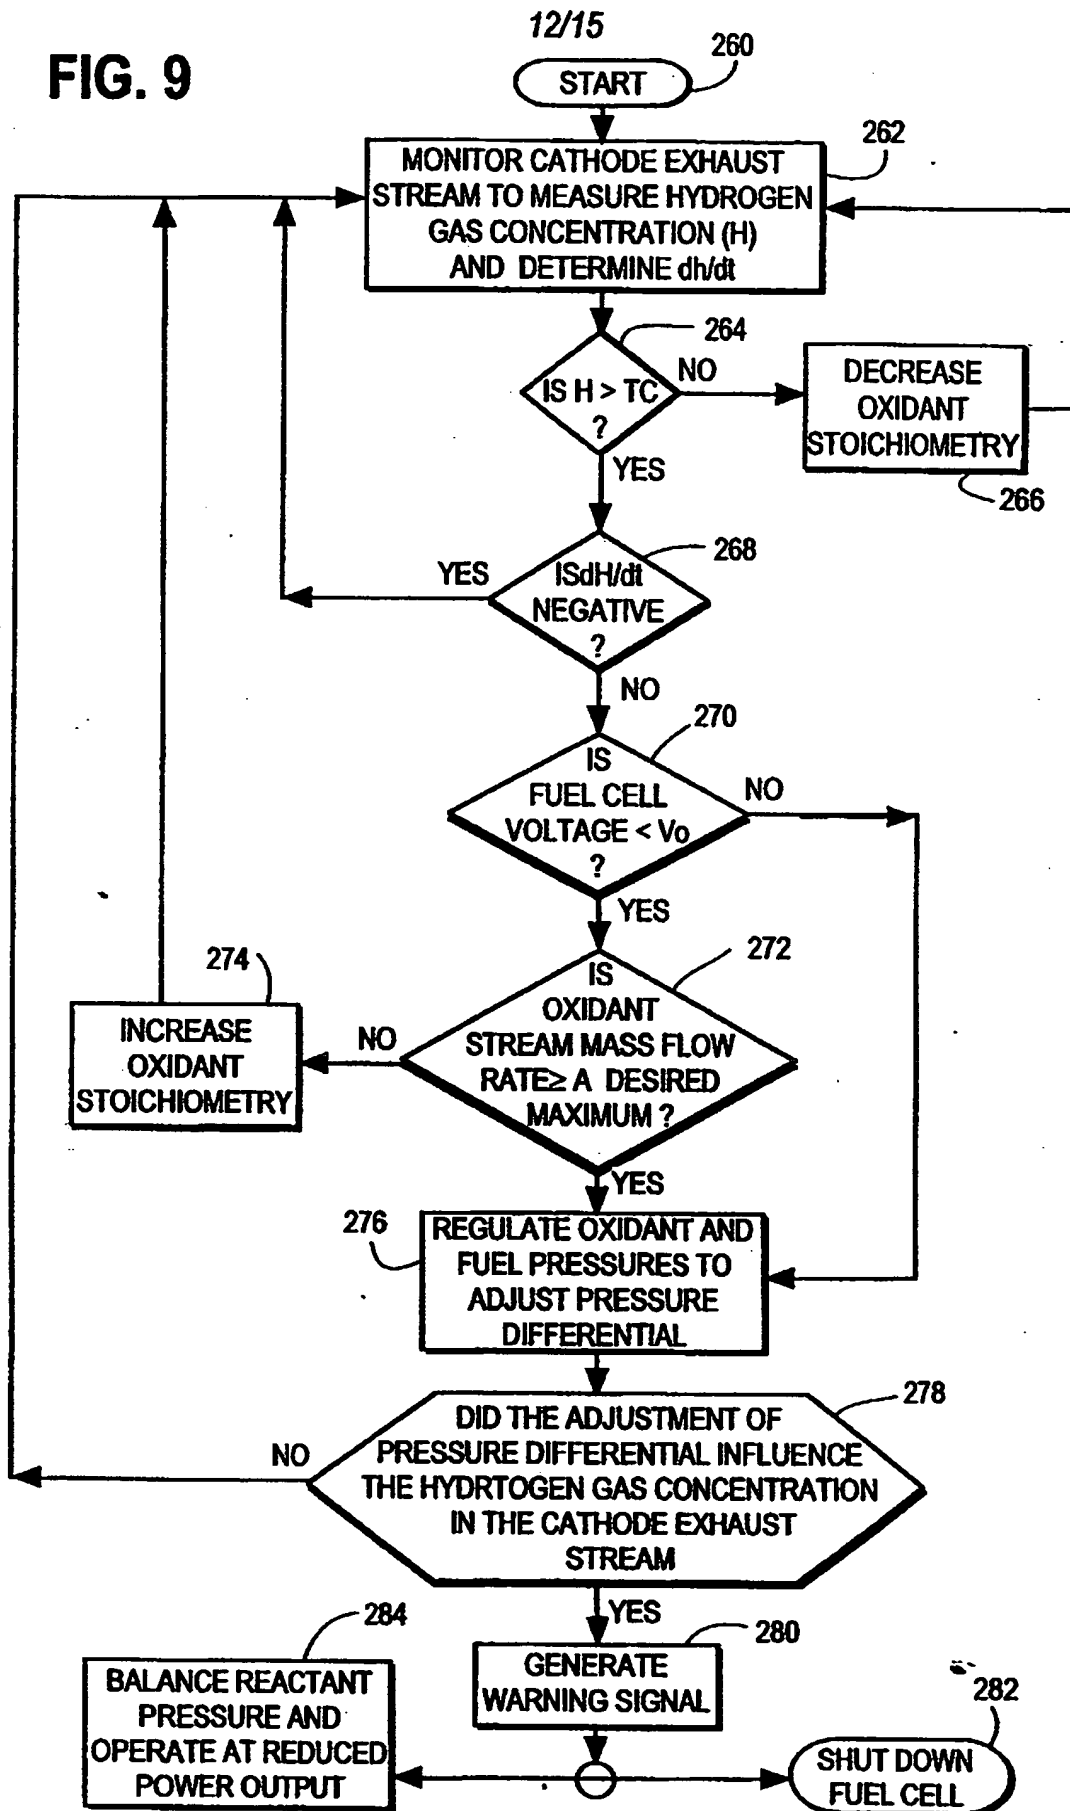 12/15
FIG. 9
260
START
262
MONITOR CATHODE EXHAUST
STREAM TO MEASURE HYDROGEN
GAS CONCENTRATION (H)
AND DETERMINE dh/dt
264
IS H > TC
?
NO
DECREASE
OXIDANT
STOICHIOMETRY
266
YES
268
ISdH/dt
NEGATIVE
?
YES
NO
270
IS
FUEL CELL
VOLTAGE < Vo
?
NO
YES
272
IS
OXIDANT
STREAM MASS FLOW
RATE≥ A DESIRED
MAXIMUM ?
NO
274
INCREASE
OXIDANT
STOICHIOMETRY
YES
276
REGULATE OXIDANT AND
FUEL PRESSURES TO
ADJUST PRESSURE
DIFFERENTIAL
278
DID THE ADJUSTMENT OF
PRESSURE DIFFERENTIAL INFLUENCE
THE HYDRTOGEN GAS CONCENTRATION
IN THE CATHODE EXHAUST
STREAM
NO
YES
280
GENERATE
WARNING SIGNAL
284
BALANCE REACTANT
PRESSURE AND
OPERATE AT REDUCED
POWER OUTPUT
282
SHUT DOWN
FUEL CELL